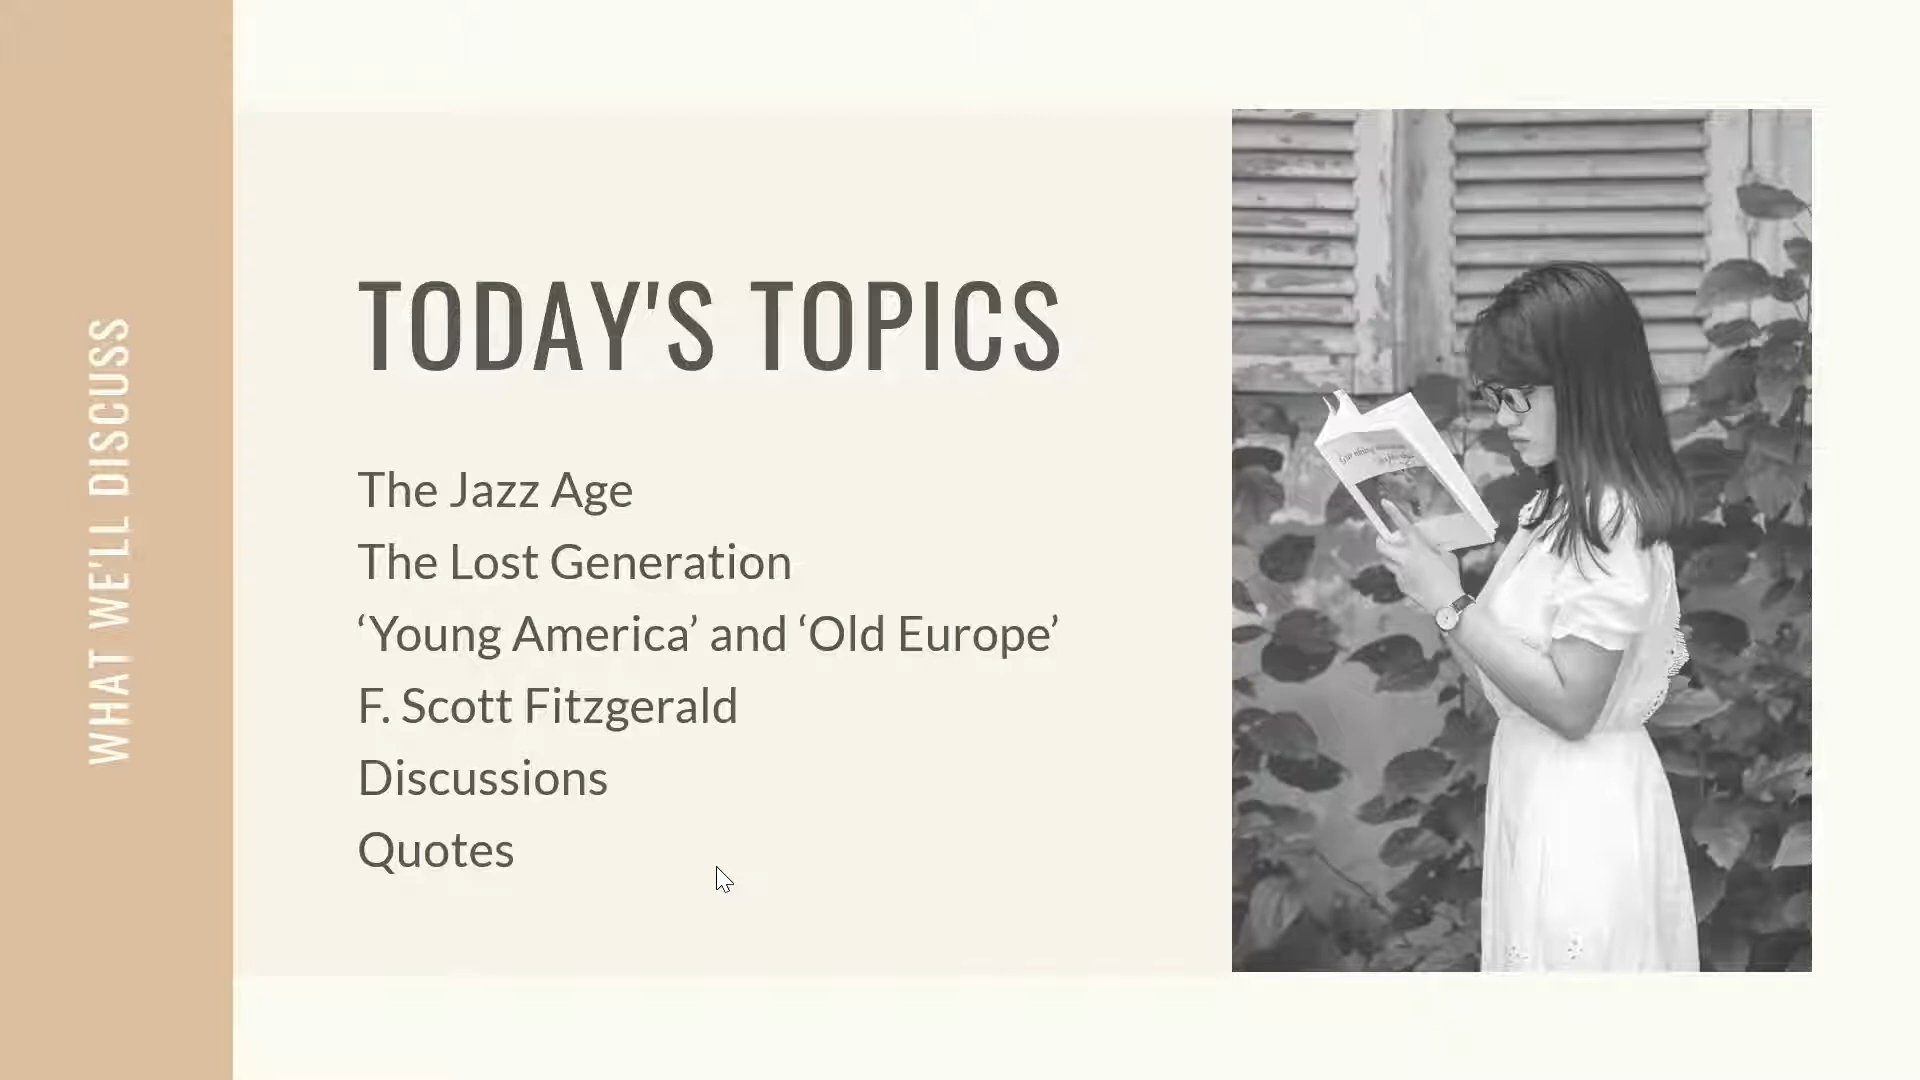 WHAT WE'LL DISCUSS
TODAY'S TOPICS
The Jazz Age
The Lost Generation
‘Young America’ and ‘Old Europe’
F. Scott Fitzgerald
Discussions
Quotes